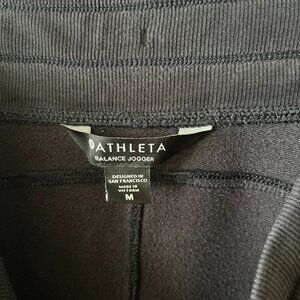 ATHLETA
BALANCE JOGGER
DESIGNED IN
SAN FRANCISCO
MADE IN
VIETNAM
M